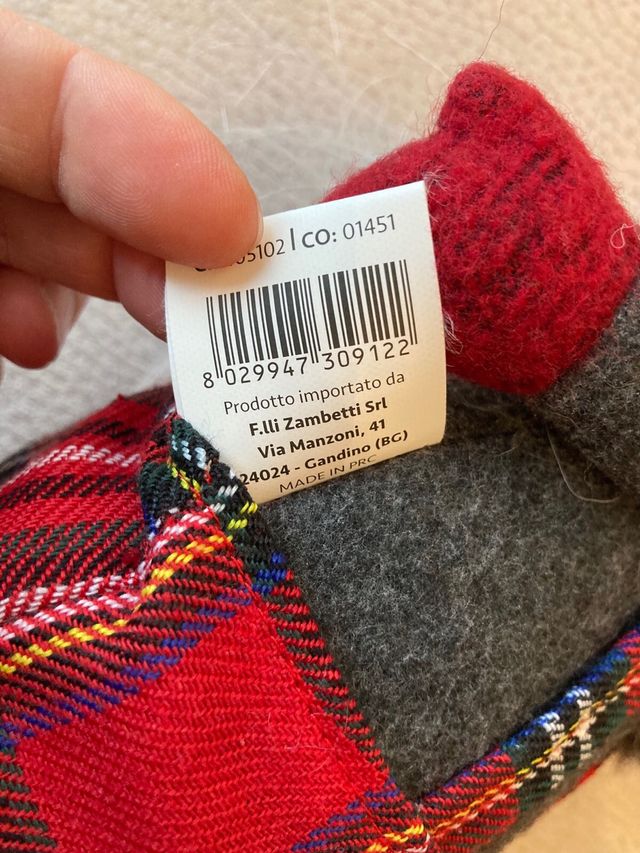 05102 | CO: 01451
8 029947 309122
Prodotto importato da
F.lli Zambetti Srl
Via Manzoni, 41
24024 - Gandino (BG)
MADE IN PRC